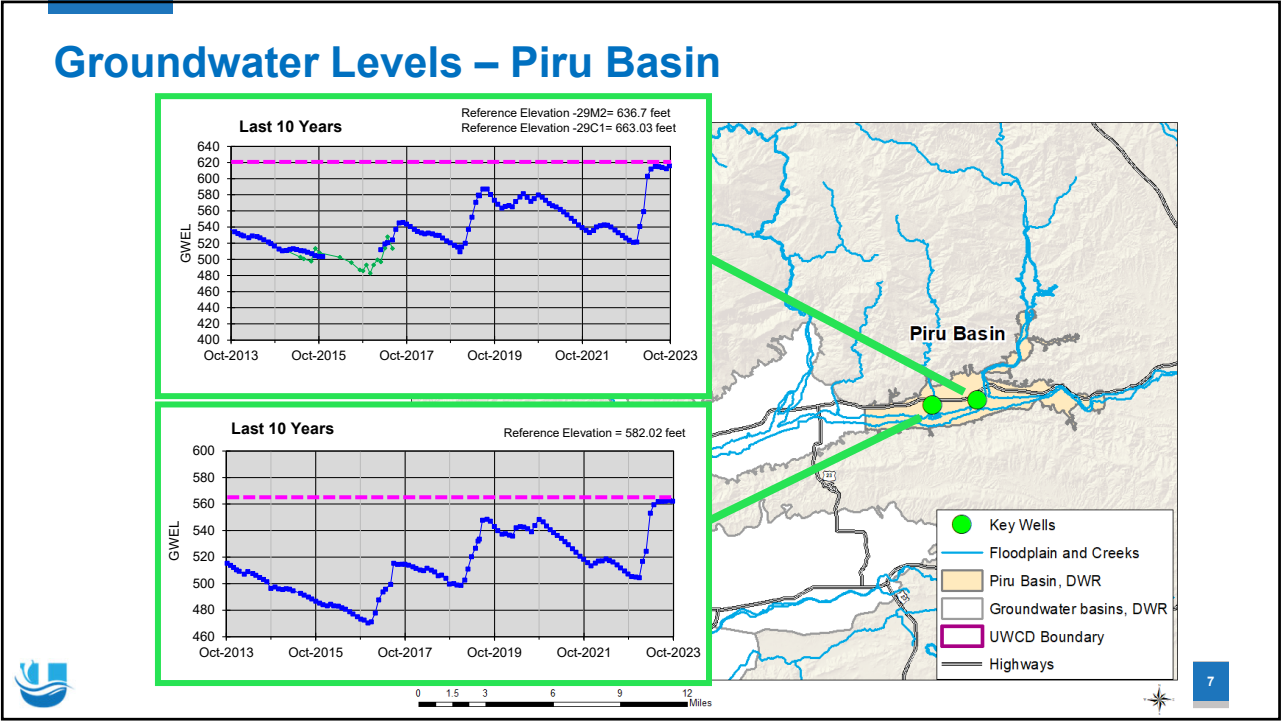 Groundwater Levels – Piru Basin
Last 10 Years
Reference Elevation -29M2= 636.7 feet
Reference Elevation -29C1= 663.03 feet
GWEL
640
620
600
580
560
540
520
500
480
460
440
420
400
Oct-2013 Oct-2015 Oct-2017 Oct-2019 Oct-2021 Oct-2023
Last 10 Years
Reference Elevation = 582.02 feet
GWEL
600
580
560
540
520
500
480
460
Oct-2013 Oct-2015 Oct-2017 Oct-2019 Oct-2021 Oct-2023
Piru Basin
23
Key Wells
Floodplain and Creeks
Piru Basin, DWR
Groundwater basins, DWR
UWCD Boundary
Highways
0 1.5 3 6 9 12
Miles
7